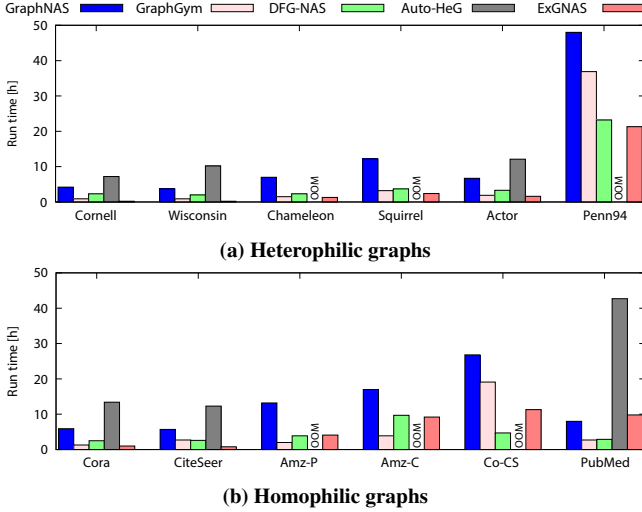 GraphNAS GraphGym DFG-NAS Auto-HeG ExGNAS
50
40
30
20
10
0
Run time [h]
OOM OOM OOM
Cornell Wisconsin Chameleon Squirrel Actor Penn94
(a) Heterophilic graphs
50
40
30
20
10
0
Run time [h]
OOM OOM OOM
Cora CiteSeer Amz-P Amz-C Co-CS PubMed
(b) Homophilic graphs